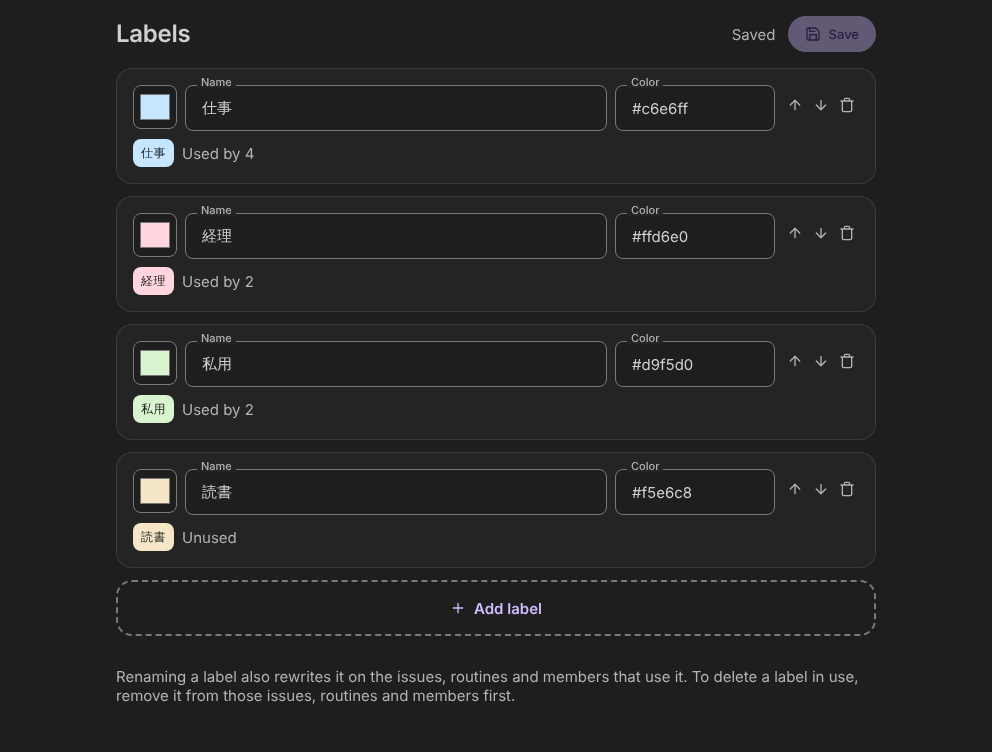 Labels
Saved
Save
Name
Color
仕事
#c6e6ff
仕事 Used by 4
Name
Color
経理
#ffd6e0
経理 Used by 2
Name
Color
私用
#d9f5d0
私用 Used by 2
Name
Color
読書
#f5e6c8
読書 Unused
+ Add label
Renaming a label also rewrites it on the issues, routines and members that use it. To delete a label in use,
remove it from those issues, routines and members first.